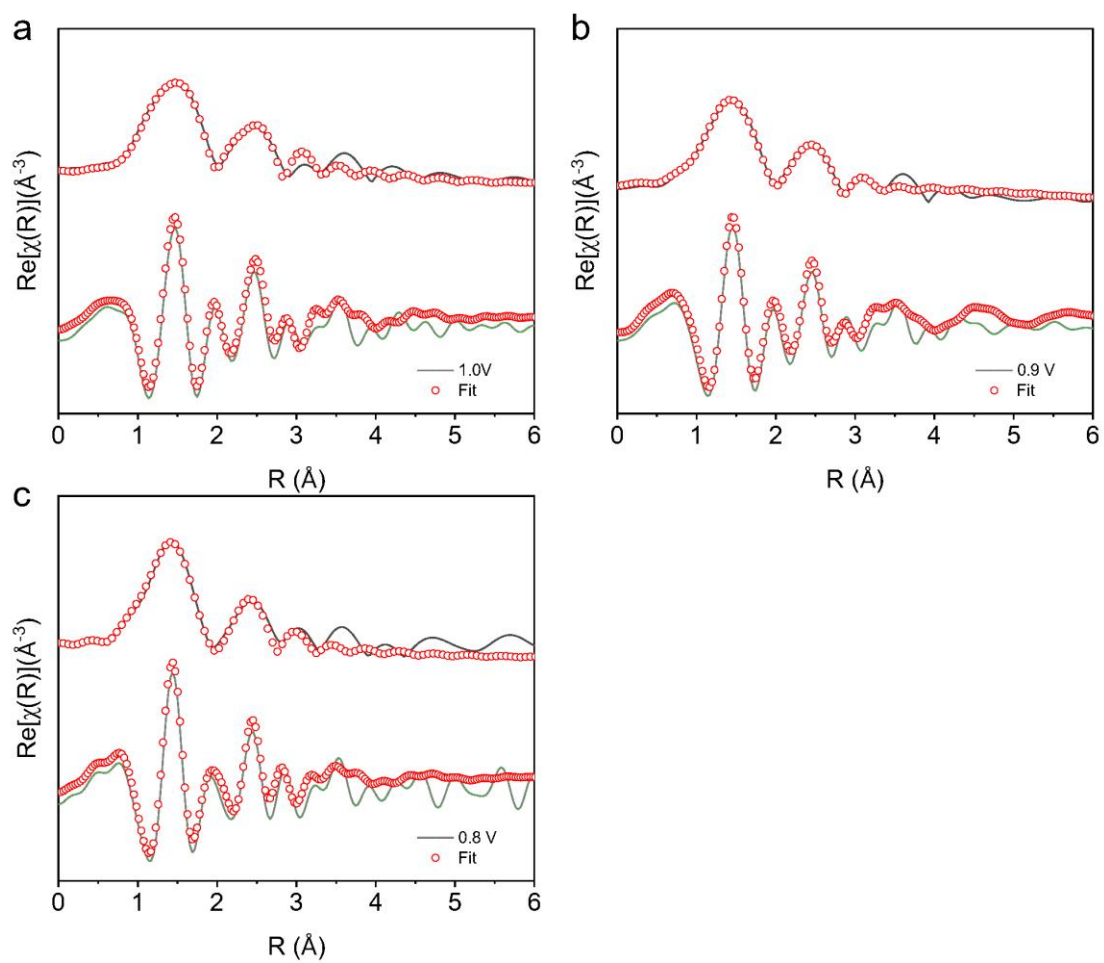 a
Re[χ(R)](Å⁻³)
1.0V
Fit
0 1 2 3 4 5 6
R (Å)
b
Re[χ(R)](Å⁻³)
0.9 V
Fit
0 1 2 3 4 5 6
R (Å)
c
Re[χ(R)](Å⁻³)
0.8 V
Fit
0 1 2 3 4 5 6
R (Å)